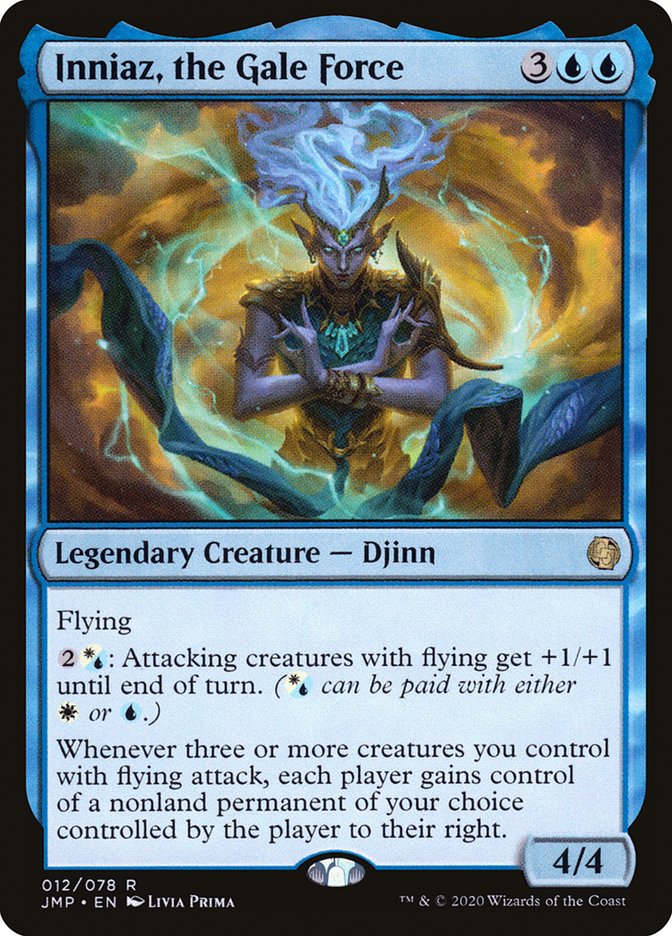 Inniaz, the Gale Force 3
Legendary Creature — Djinn
Flying
2 : Attacking creatures with flying get +1/+1
until end of turn. ( can be paid with either
or .)
Whenever three or more creatures you control
with flying attack, each player gains control
of a nonland permanent of your choice
controlled by the player to their right.
4/4
012/078 R
JMP • EN Livia Prima
™ & © 2020 Wizards of the Coast